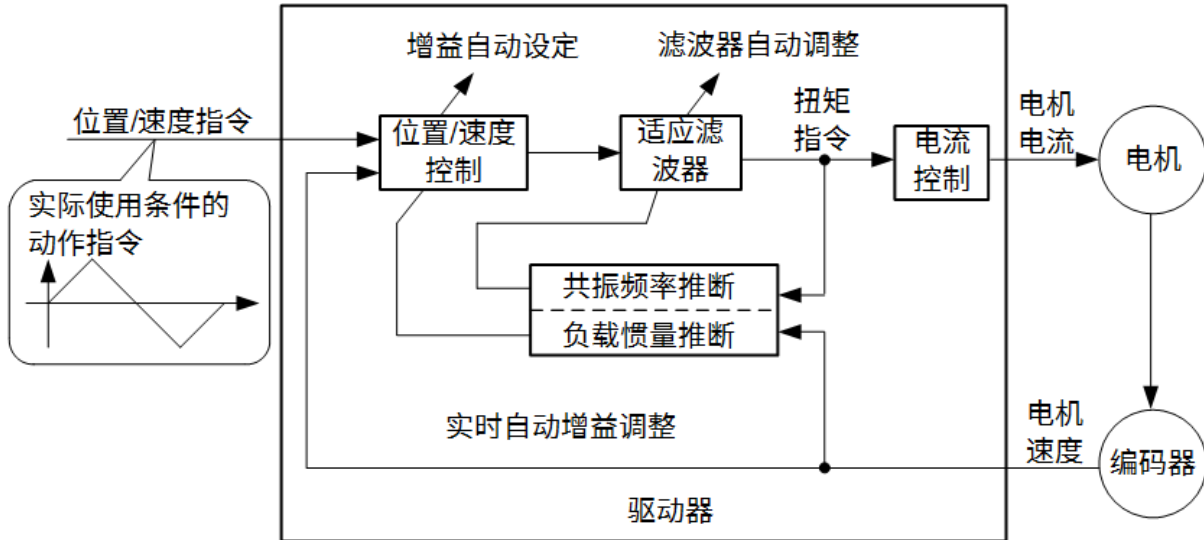 增益自动设定
滤波器自动调整
位置/速度指令
位置/速度
控制
适应滤
波器
扭矩
指令
电流
控制
电机
电流
电机
实际使用条件的
动作指令
共振频率推断
负载惯量推断
实时自动增益调整
电机
速度
编码器
驱动器